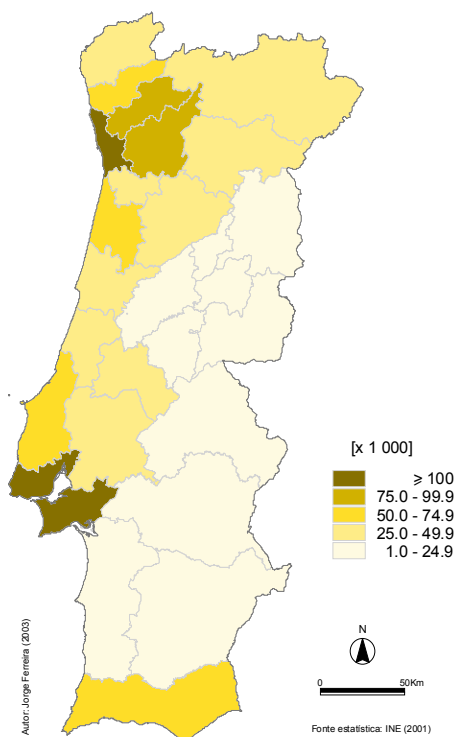 [x 1 000]
≥ 100
75.0 - 99.9
50.0 - 74.9
25.0 - 49.9
1.0 - 24.9
N
0 50Km
Autor: Jorge Ferreira (2003)
Fonte estatística: INE (2001)